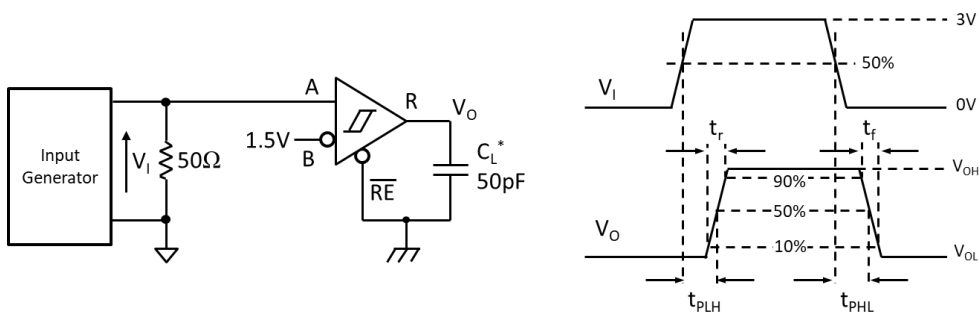 Input
Generator
V_I
50Ω
A
1.5V
B
R
V_O
R̅E̅
C_L*
50pF
3V
50%
V_I
0V
t_r
t_f
V_OH
90%
50%
V_O
10%
V_OL
t_PLH
t_PHL